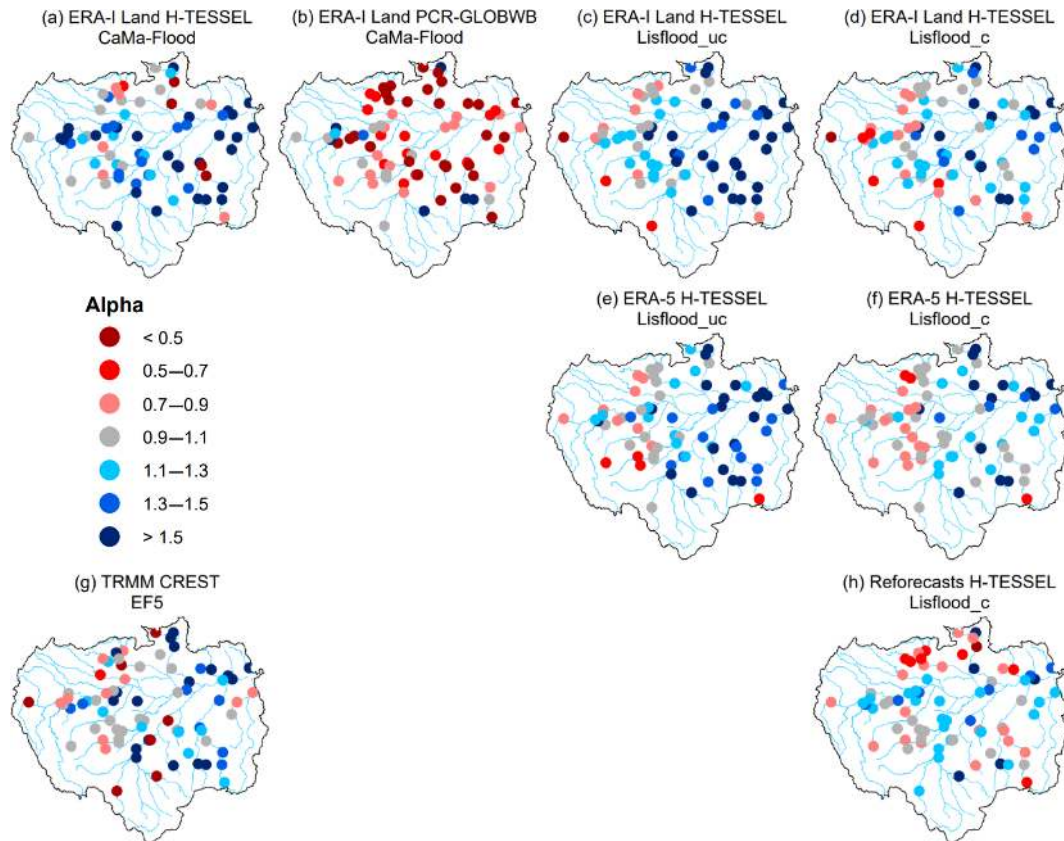 (a) ERA-I Land H-TESSEL
CaMa-Flood
(b) ERA-I Land PCR-GLOBWB
CaMa-Flood
(c) ERA-I Land H-TESSEL
Lisflood_uc
(d) ERA-I Land H-TESSEL
Lisflood_c
Alpha
< 0.5
0.5—0.7
0.7—0.9
0.9—1.1
1.1—1.3
1.3—1.5
> 1.5
(e) ERA-5 H-TESSEL
Lisflood_uc
(f) ERA-5 H-TESSEL
Lisflood_c
(g) TRMM CREST
EF5
(h) Reforecasts H-TESSEL
Lisflood_c